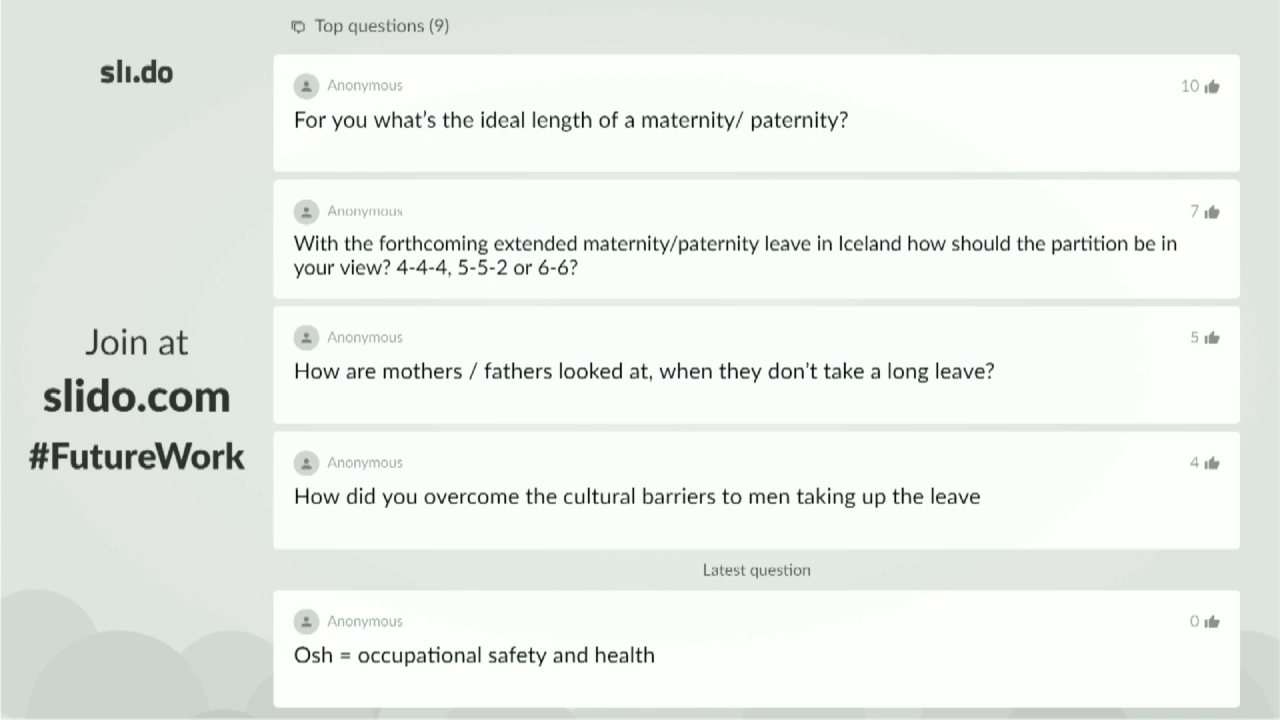 Top questions (9)
slı.do
Anonymous
10
For you what’s the ideal length of a maternity/ paternity?
Anonymous
7
With the forthcoming extended maternity/paternity leave in Iceland how should the partition be in
your view? 4-4-4, 5-5-2 or 6-6?
Anonymous
5
How are mothers / fathers looked at, when they don’t take a long leave?
Join at
slido.com
#FutureWork
Anonymous
4
How did you overcome the cultural barriers to men taking up the leave
Latest question
Anonymous
0
Osh = occupational safety and health